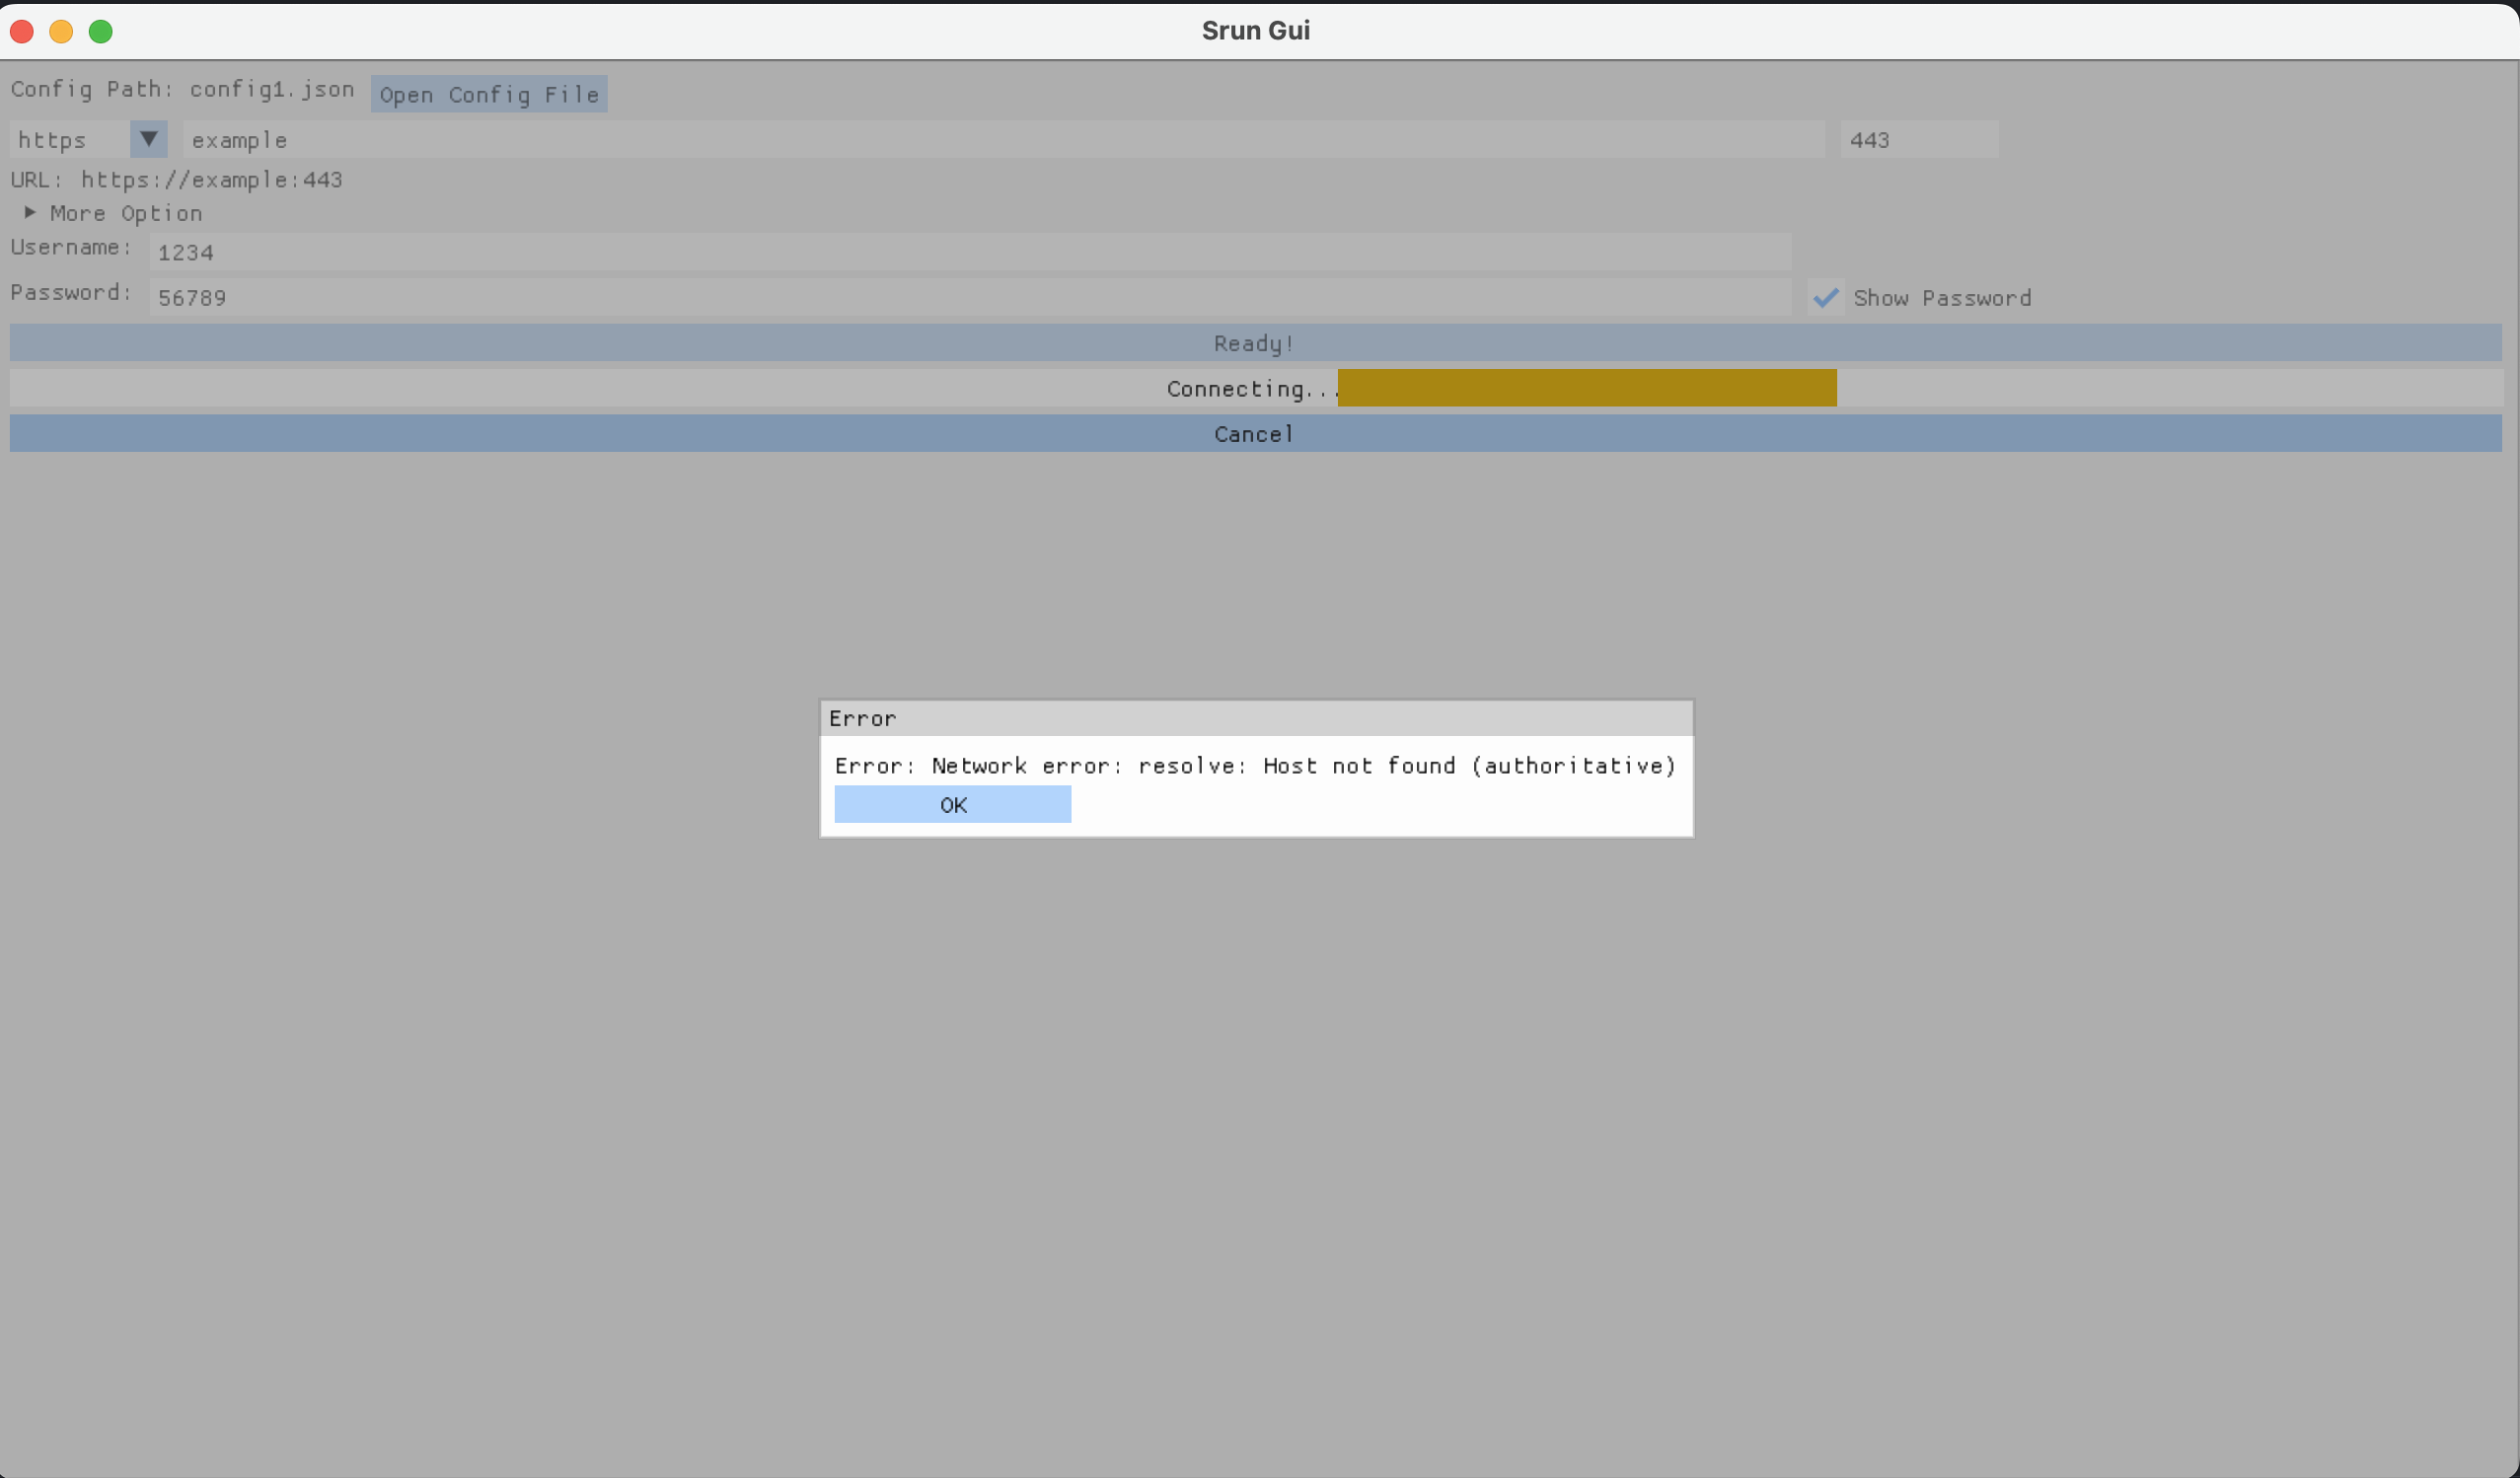 Srun Gui
Config Path: config1.json Open Config File
https example 443
URL: https://example:443
More Option
Username: 1234
Password: 56789 Show Password
Ready!
Connecting...
Cancel
Error
Error: Network error: resolve: Host not found (authoritative)
OK